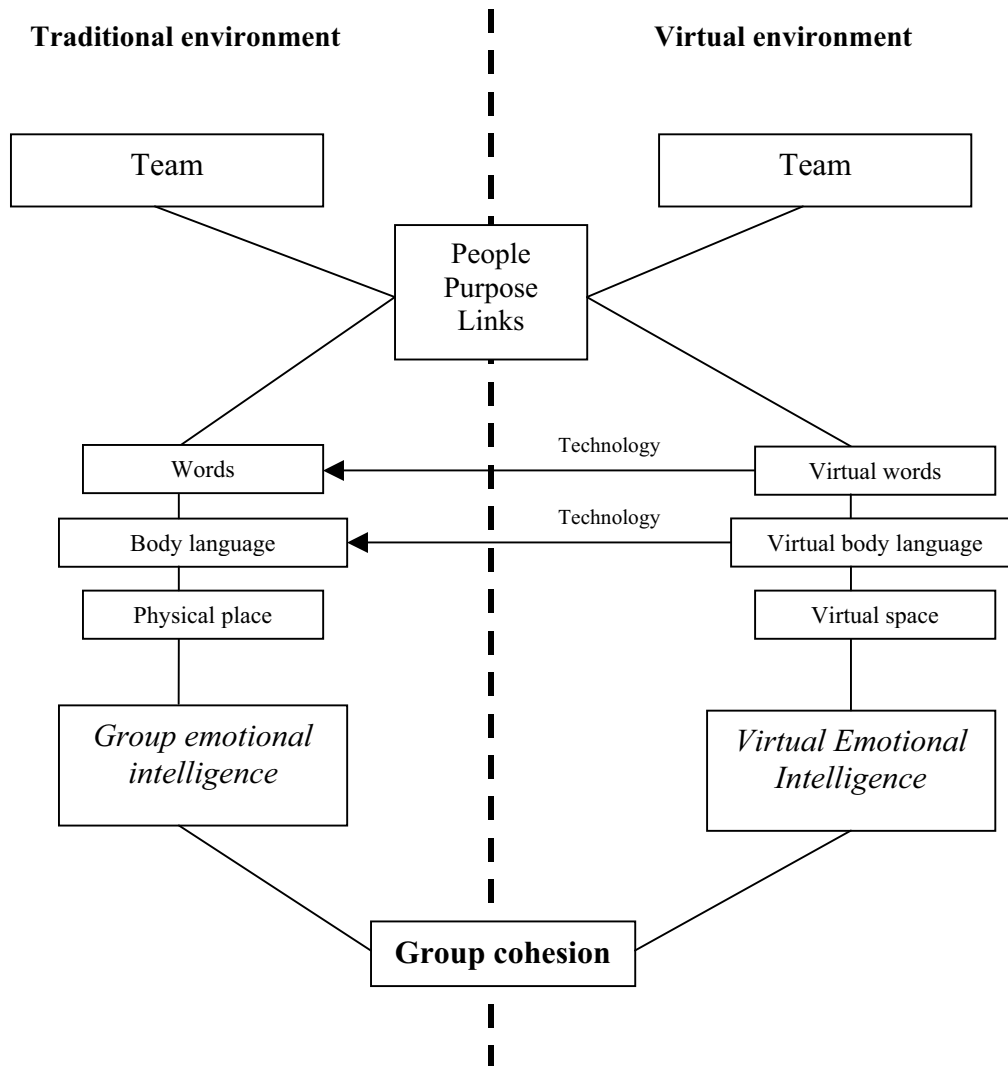 Traditional environment
Virtual environment
Team
Team
People
Purpose
Links
Words
Technology
Virtual words
Body language
Technology
Virtual body language
Physical place
Virtual space
Group emotional
intelligence
Virtual Emotional
Intelligence
Group cohesion